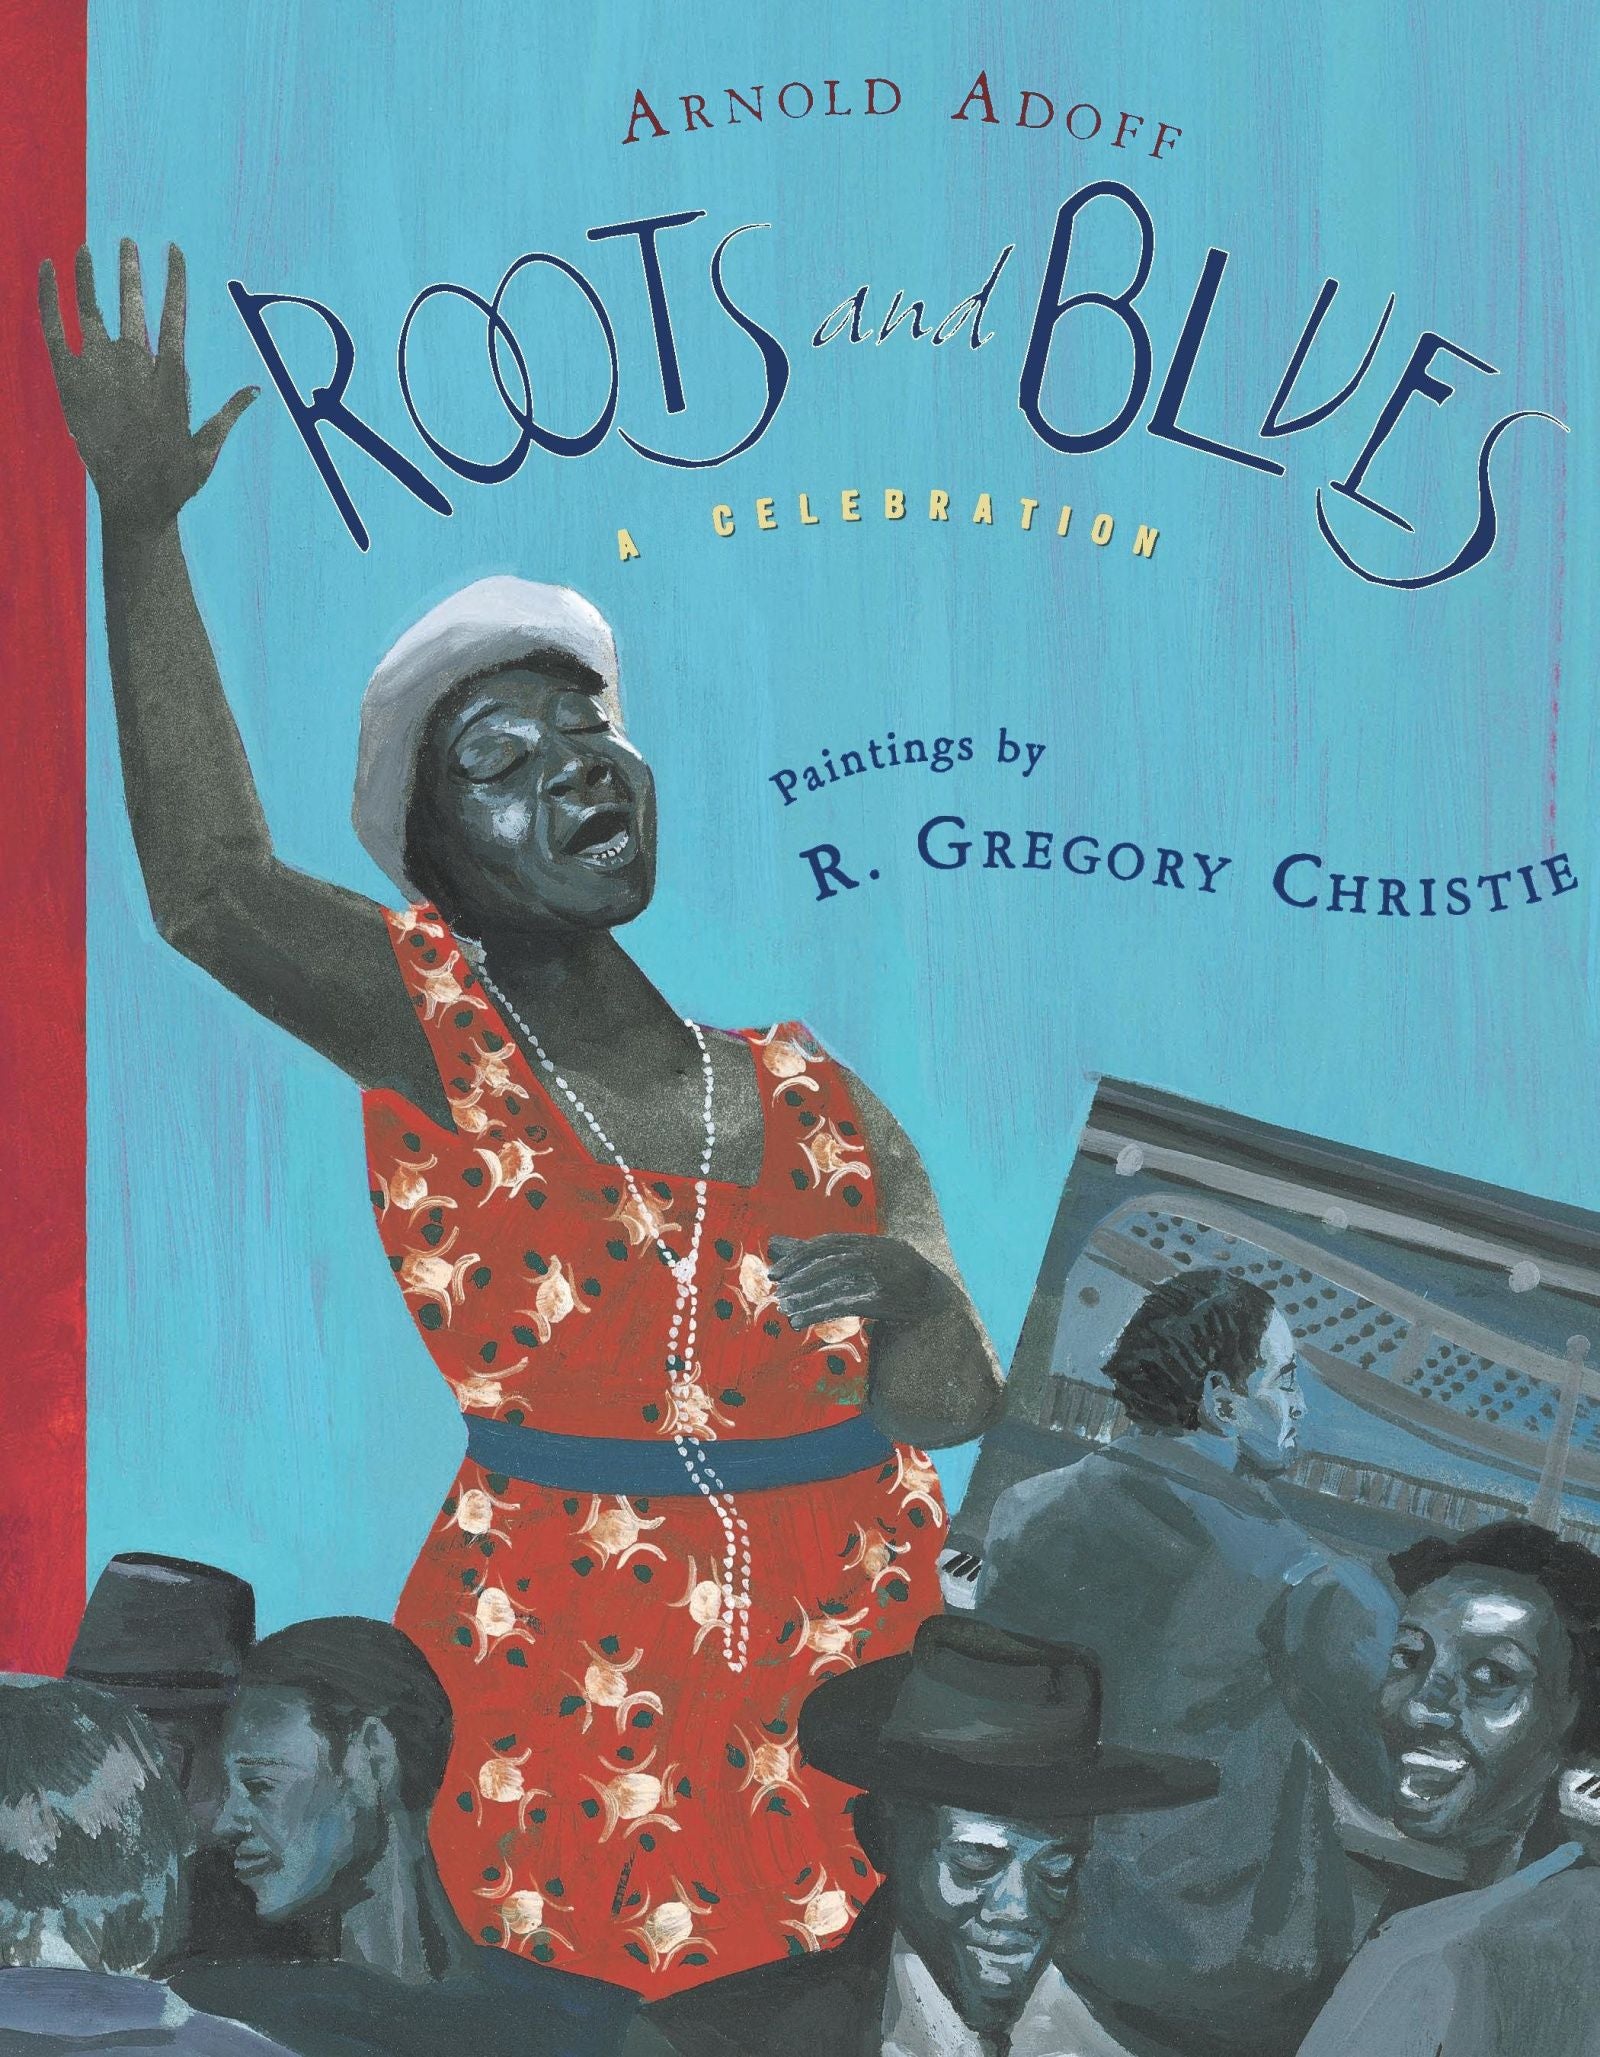 ARNOLD ADOFF
ROOTS and BLUES
A CELEBRATION
Paintings by
R. GREGORY CHRISTIE